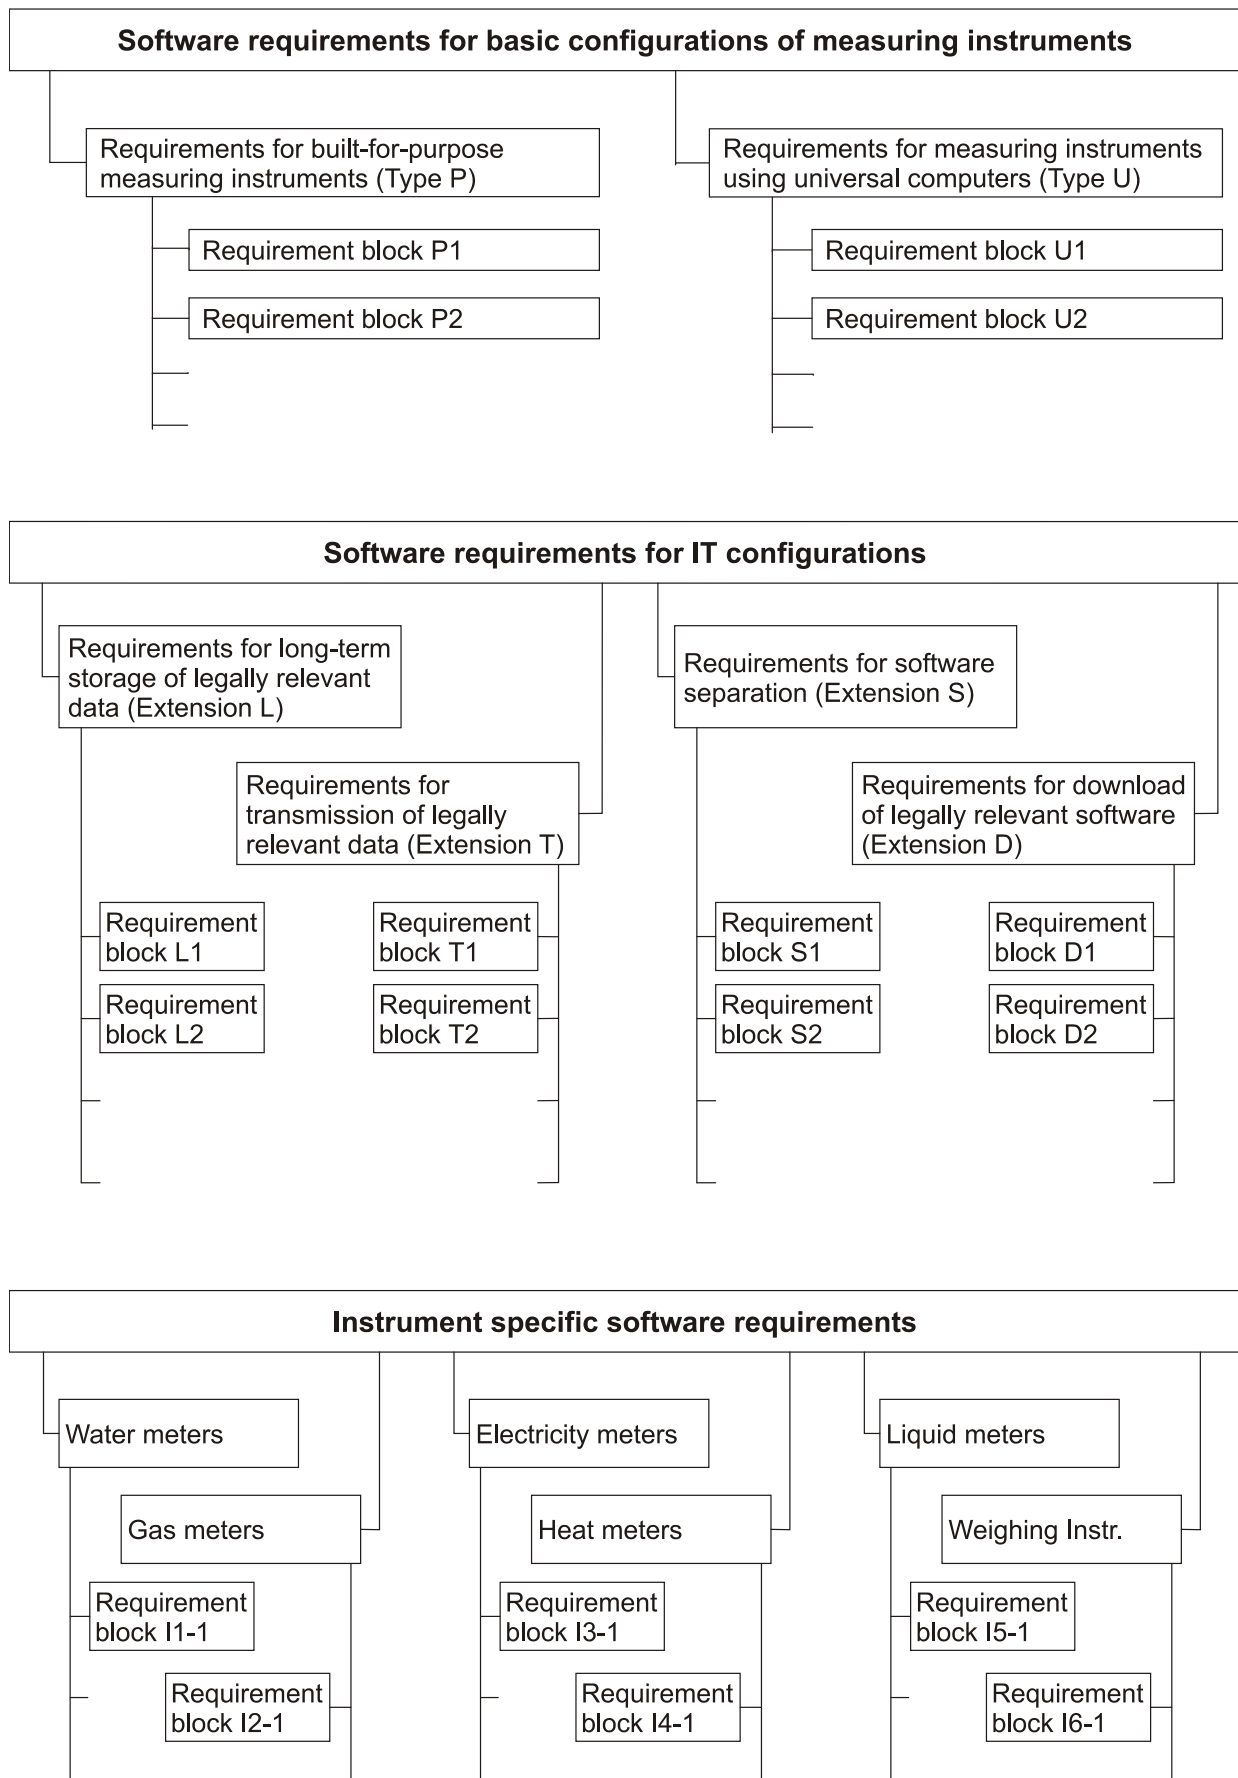 Software requirements for basic configurations of measuring instruments
Requirements for built-for-purpose
measuring instruments (Type P)
Requirement block P1
Requirement block P2
Requirements for measuring instruments
using universal computers (Type U)
Requirement block U1
Requirement block U2
Software requirements for IT configurations
Requirements for long-term
storage of legally relevant
data (Extension L)
Requirements for
transmission of legally
relevant data (Extension T)
Requirement
block L1
Requirement
block L2
Requirement
block T1
Requirement
block T2
Requirements for software
separation (Extension S)
Requirements for download
of legally relevant software
(Extension D)
Requirement
block S1
Requirement
block S2
Requirement
block D1
Requirement
block D2
Instrument specific software requirements
Water meters
Gas meters
Requirement
block I1-1
Requirement
block I2-1
Electricity meters
Heat meters
Requirement
block I3-1
Requirement
block I4-1
Liquid meters
Weighing Instr.
Requirement
block I5-1
Requirement
block I6-1